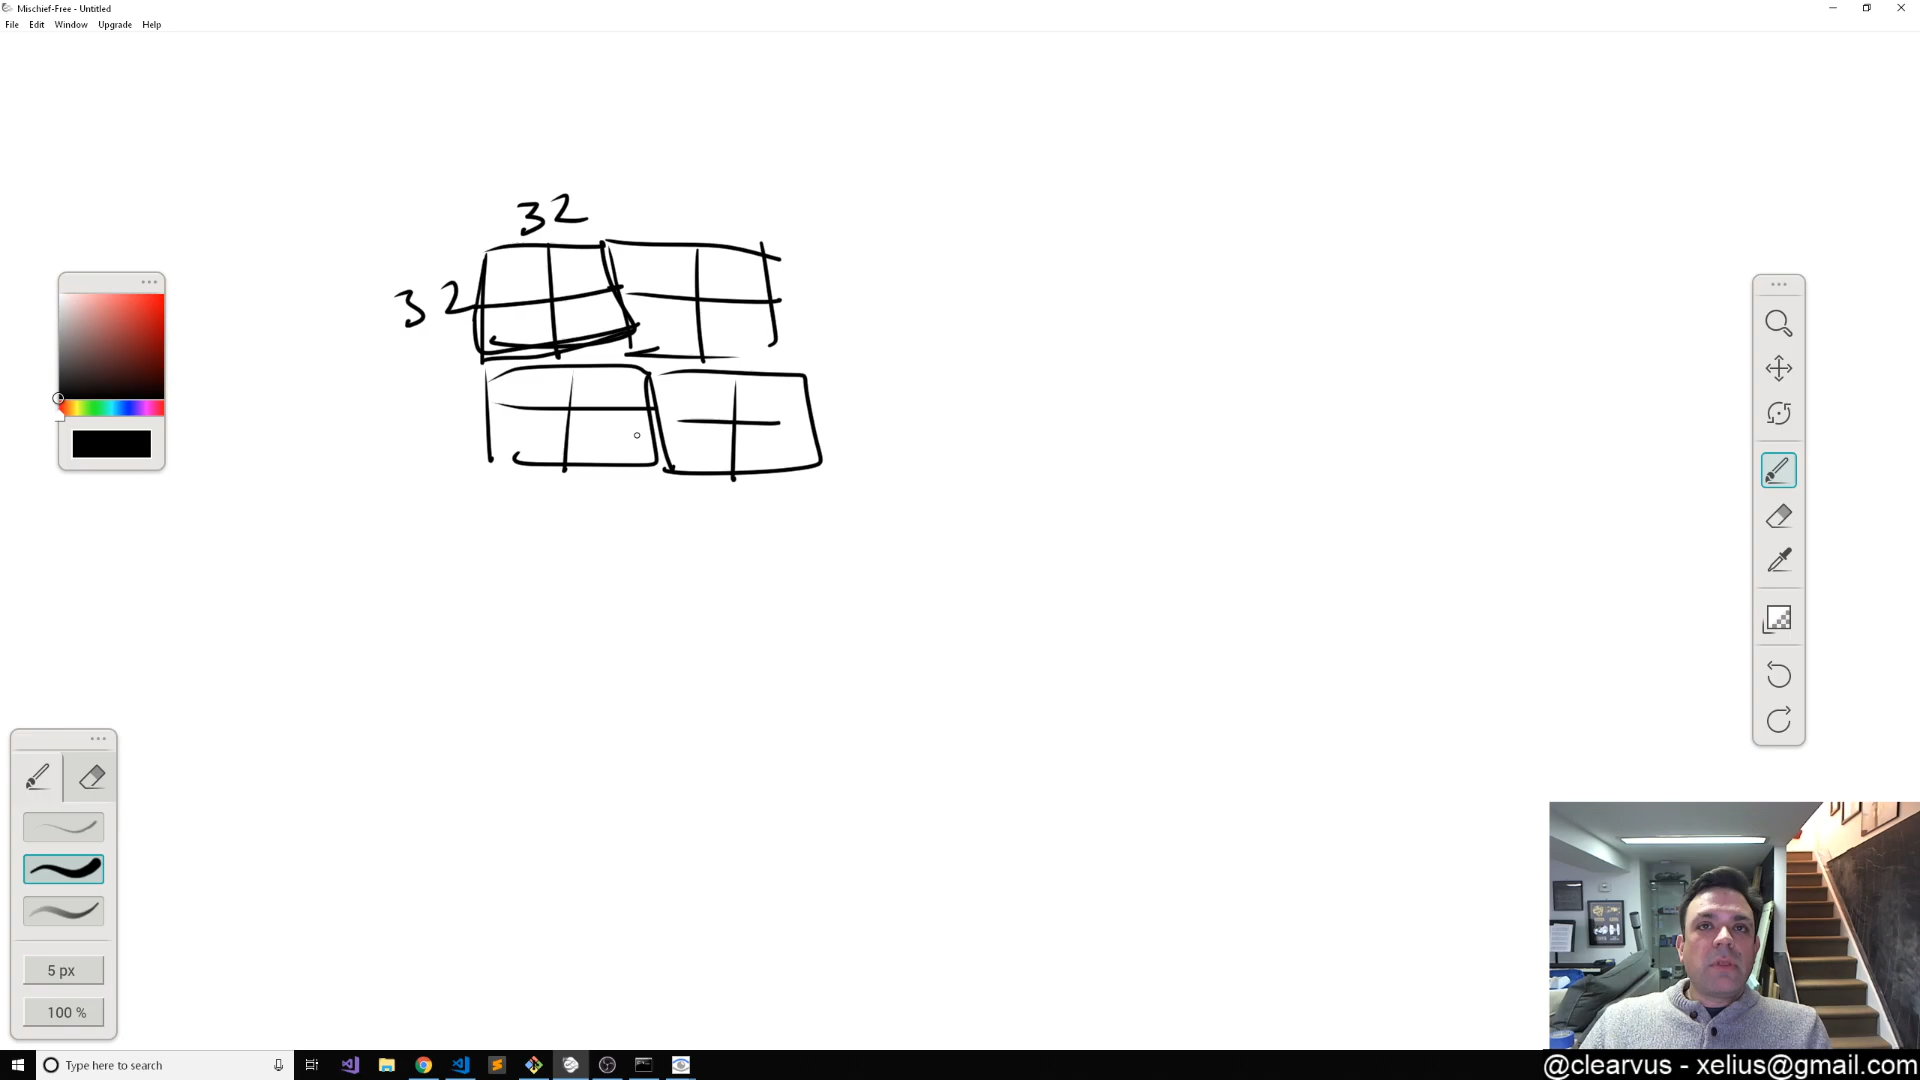 Mischief-Free - Untitled
File Edit Window Upgrade Help
32
32
5 px
100 %
Type here to search
@clearvus - xelius@gmail.com